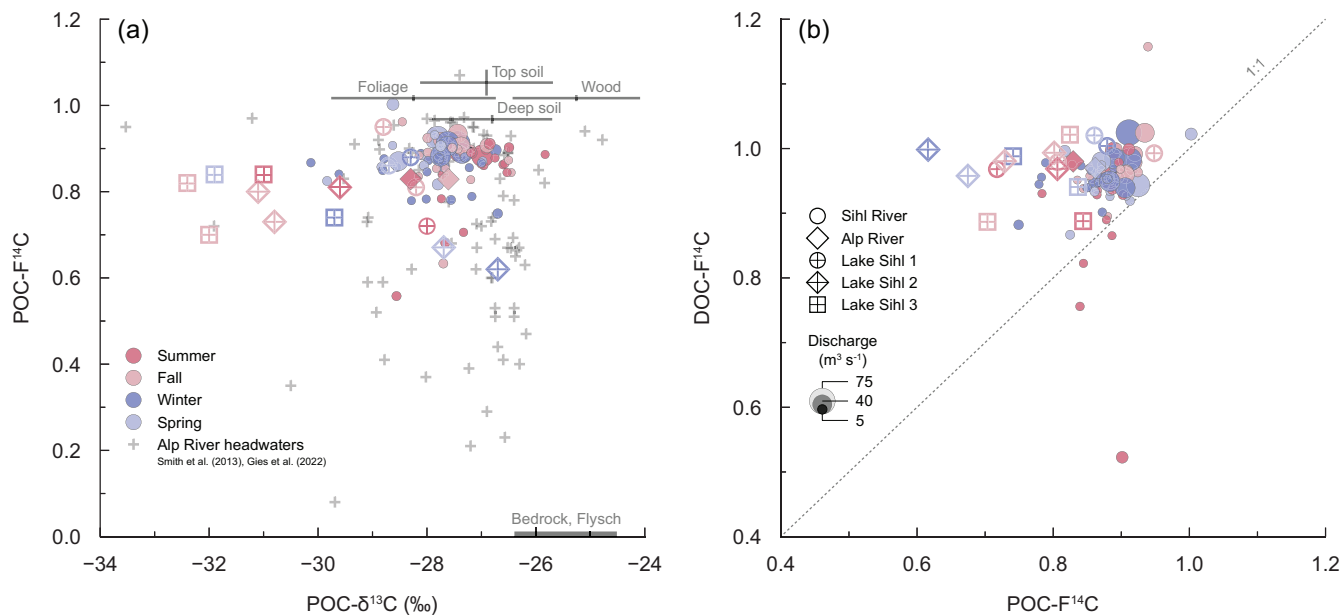 (a)
1.2
1.0
0.8
0.6
0.4
0.2
0.0
POC-F¹⁴C
Top soil
Foliage
Wood
Deep soil
Summer
Fall
Winter
Spring
Alp River headwaters
Smith et al. (2013), Gies et al. (2022)
Bedrock, Flysch
−34
−32
−30
−28
−26
−24
POC-δ¹³C (‰)
(b)
1.2
1.0
0.8
0.6
0.4
DOC-F¹⁴C
1:1
Sihl River
Alp River
Lake Sihl 1
Lake Sihl 2
Lake Sihl 3
Discharge
(m³ s⁻¹)
75
40
5
0.4
0.6
0.8
1.0
1.2
POC-F¹⁴C